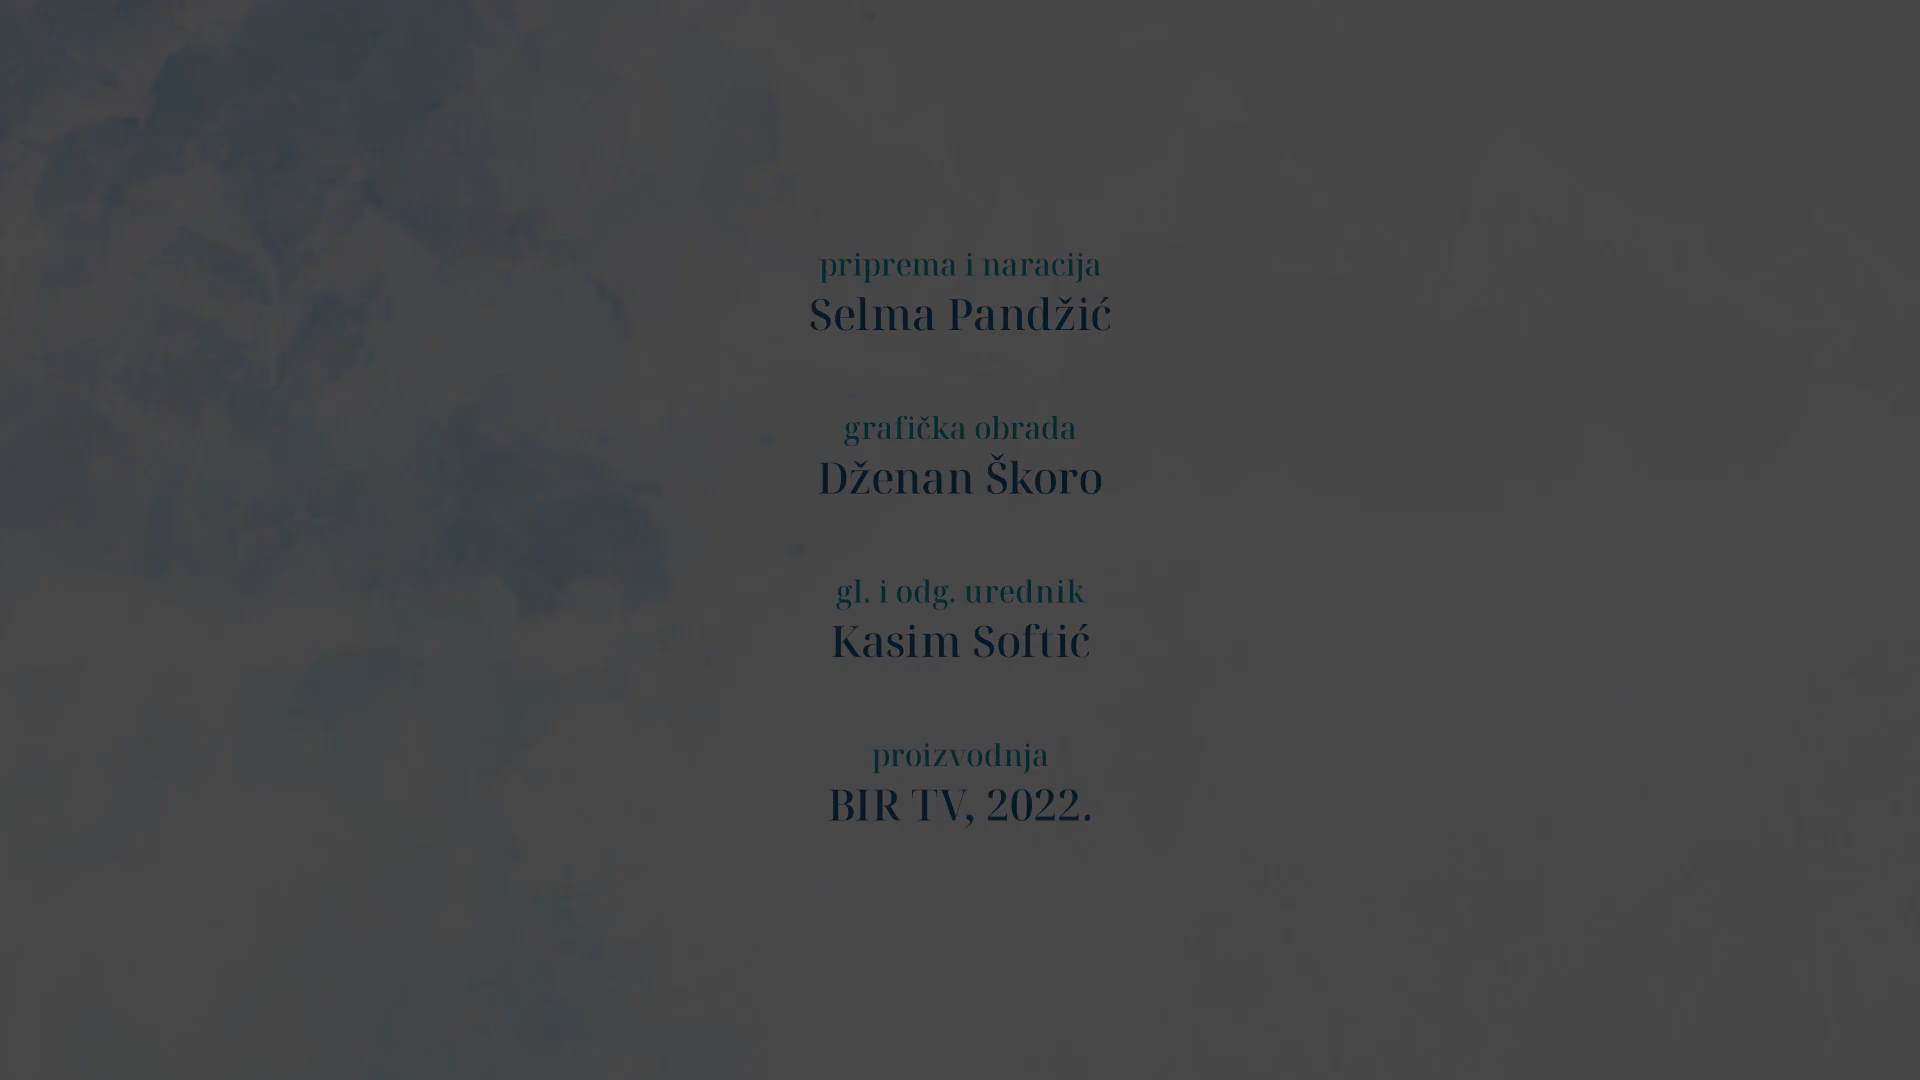 priprema i naracija
Selma Pandžić
grafička obrada
Dženan Škoro
gl. i odg. urednik
Kasim Softić
proizvodnja
BIR TV, 2022.